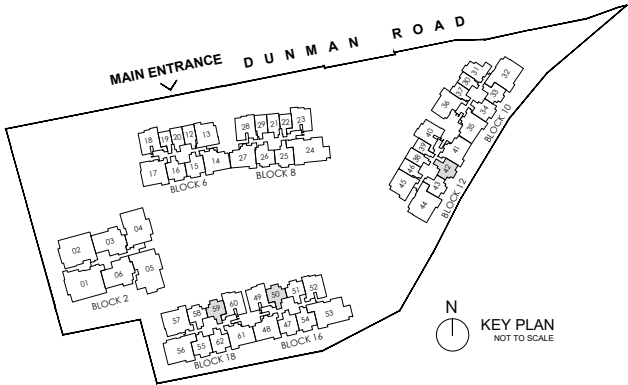 DUNMAN ROAD
MAIN ENTRANCE
18 19 20 12 13
17 16 15 14
BLOCK 6
28 29 21 22 23
27 26 25 24
BLOCK 8
31 32
30
37 33
36 34
35
BLOCK 10
40
39 41
38 42
46 43
45 44
BLOCK 12
02 03 04
01 06 05
BLOCK 2
57 58 59 60
56 55 62 61
BLOCK 18
49 50 51 52
48 47 54 53
BLOCK 16
N
KEY PLAN
NOT TO SCALE